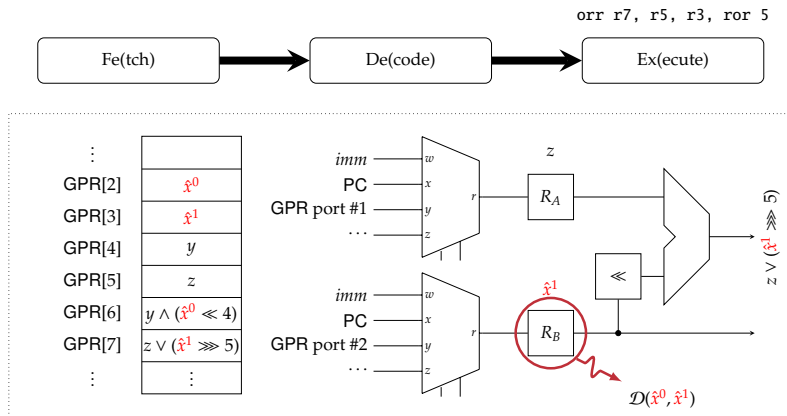 orr r7, r5, r3, ror 5
Fe(tch) De(code) Ex(ecute)
⋮
GPR[2] x̂⁰
GPR[3] x̂¹
GPR[4] y
GPR[5] z
GPR[6] y ∧ (x̂⁰ ≪ 4)
GPR[7] z ∨ (x̂¹ ⋙ 5)
⋮ ⋮
imm w
PC x
GPR port #1 y
⋯ z
r
z
R_A
imm w
PC x
GPR port #2 y
⋯ z
r
x̂¹
R_B
≪
z ∨ (x̂¹ ⋙ 5)
𝒟(x̂⁰, x̂¹)